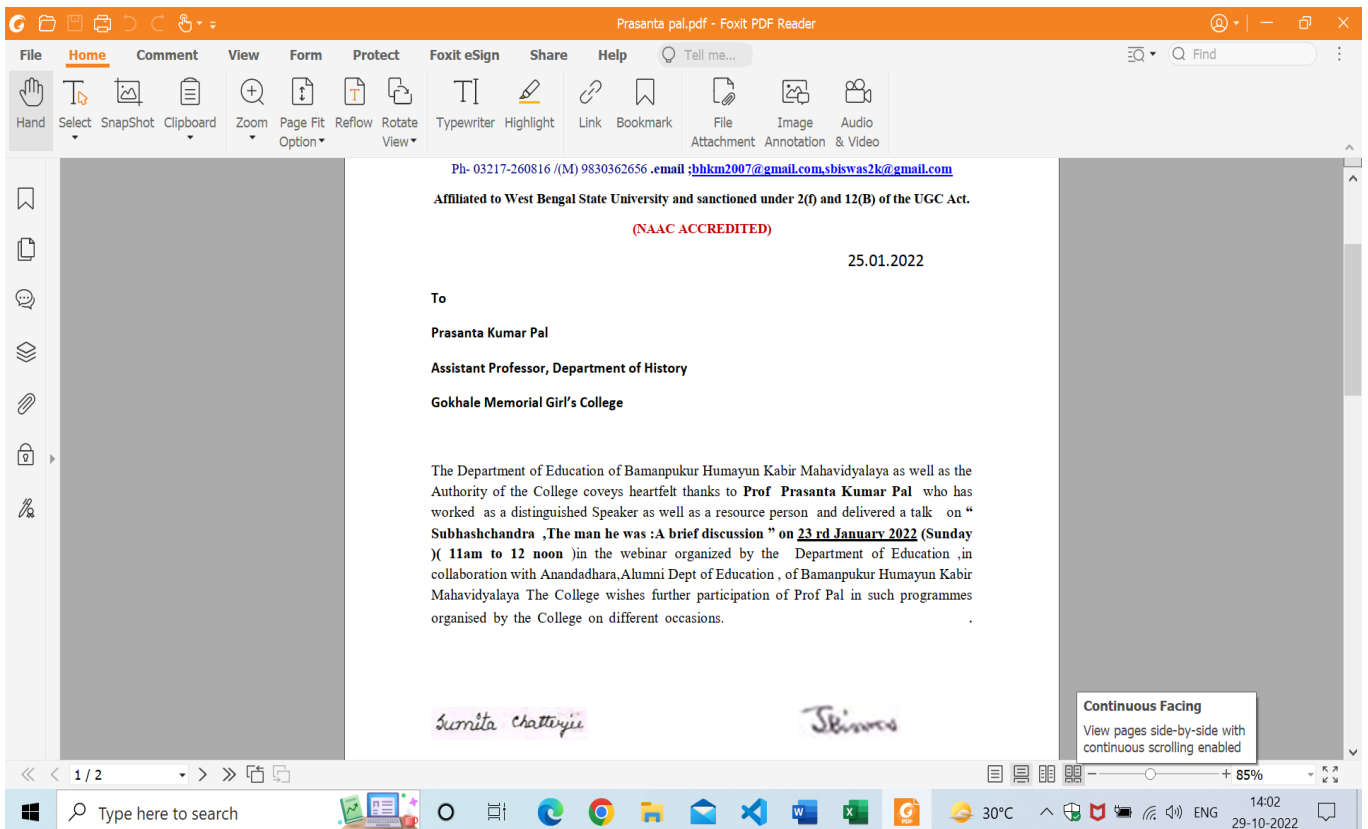 Prasanta pal.pdf - Foxit PDF Reader
File Home Comment View Form Protect Foxit eSign Share Help Tell me... Find
Hand Select SnapShot Clipboard Zoom Page Fit Option Reflow Rotate View Typewriter Highlight Link Bookmark File Attachment Image Annotation Audio & Video
Ph- 03217-260816 /(M) 9830362656 .email ;bhkm2007@gmail.com,sbiswas2k@gmail.com
Affiliated to West Bengal State University and sanctioned under 2(f) and 12(B) of the UGC Act.
(NAAC ACCREDITED)
25.01.2022
To
Prasanta Kumar Pal
Assistant Professor, Department of History
Gokhale Memorial Girl's College
The Department of Education of Bamanpukur Humayun Kabir Mahavidyalaya as well as the
Authority of the College coveys heartfelt thanks to Prof Prasanta Kumar Pal who has
worked as a distinguished Speaker as well as a resource person and delivered a talk on “
Subhashchandra ,The man he was :A brief discussion ” on 23 rd January 2022 (Sunday
)( 11am to 12 noon )in the webinar organized by the Department of Education ,in
collaboration with Anandadhara,Alumni Dept of Education , of Bamanpukur Humayun Kabir
Mahavidyalaya The College wishes further participation of Prof Pal in such programmes
organised by the College on different occasions. .
Sumita Chatterjee
SBiswas
Continuous Facing
View pages side-by-side with
continuous scrolling enabled
1 / 2 85%
Type here to search 30°C ENG 14:02
29-10-2022